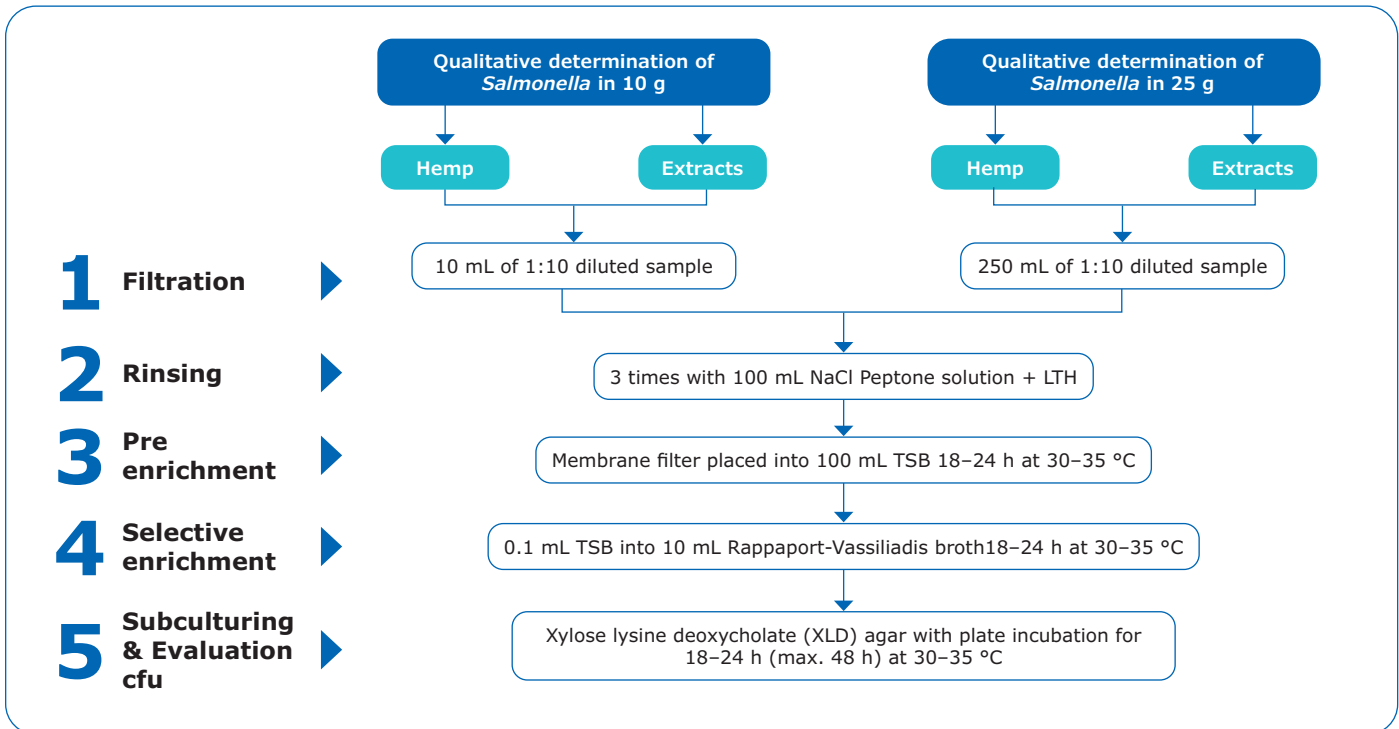 Qualitative determination of
Salmonella in 10 g
Qualitative determination of
Salmonella in 25 g
Hemp
Extracts
Hemp
Extracts
1
Filtration
10 mL of 1:10 diluted sample
250 mL of 1:10 diluted sample
2
Rinsing
3 times with 100 mL NaCl Peptone solution + LTH
3
Pre
enrichment
Membrane filter placed into 100 mL TSB 18–24 h at 30–35 °C
4
Selective
enrichment
0.1 mL TSB into 10 mL Rappaport-Vassiliadis broth18–24 h at 30–35 °C
5
Subculturing
& Evaluation
cfu
Xylose lysine deoxycholate (XLD) agar with plate incubation for
18–24 h (max. 48 h) at 30–35 °C